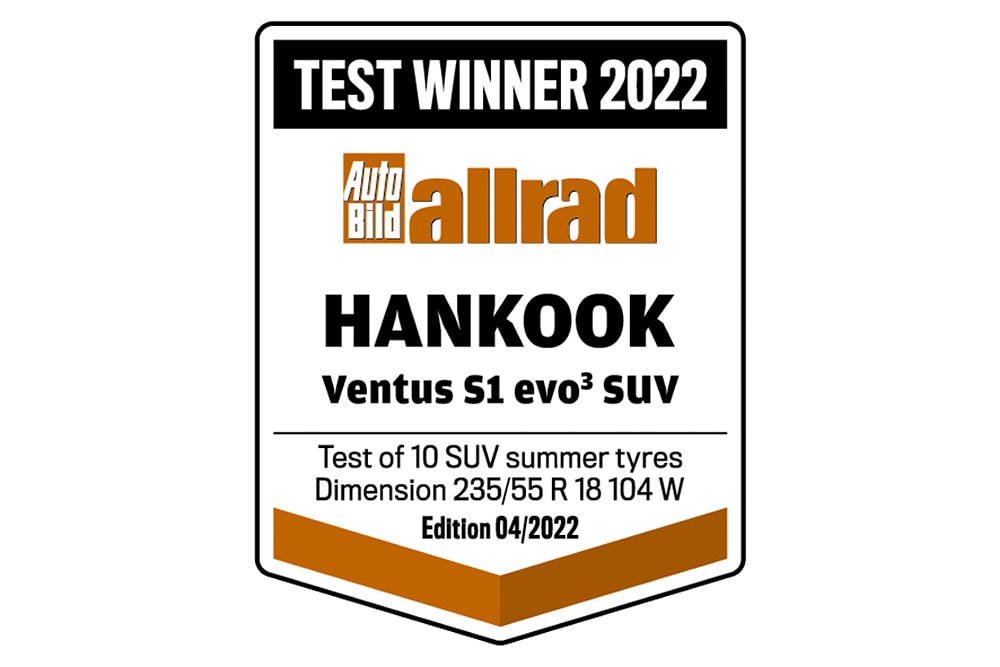 TEST WINNER 2022
Auto
Bild
allrad
HANKOOK
Ventus S1 evo³ SUV
Test of 10 SUV summer tyres
Dimension 235/55 R 18 104 W
Edition 04/2022